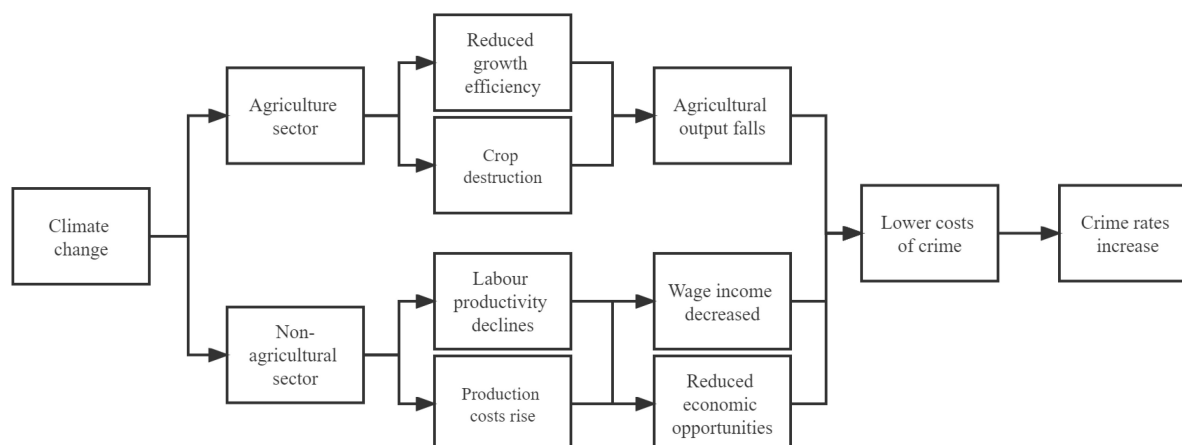 Climate
change
Agriculture
sector
Non-
agricultural
sector
Reduced
growth
efficiency
Crop
destruction
Labour
productivity
declines
Production
costs rise
Agricultural
output falls
Wage income
decreased
Reduced
economic
opportunities
Lower costs
of crime
Crime rates
increase